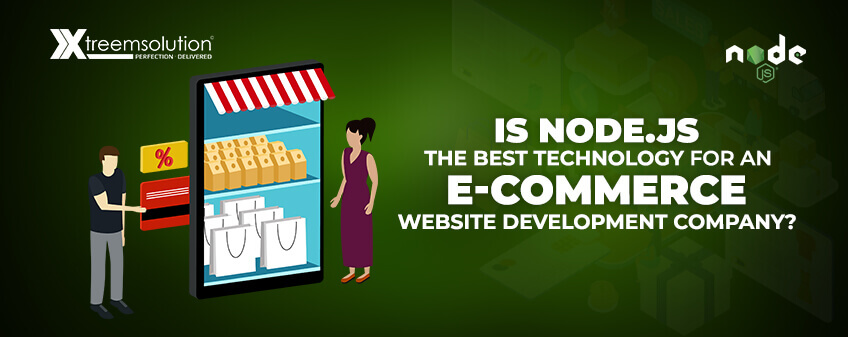 Xtreemsolution©
PERFECTION DELIVERED
node
JS
%
IS NODE.JS
THE BEST TECHNOLOGY FOR AN
E-COMMERCE
WEBSITE DEVELOPMENT COMPANY?